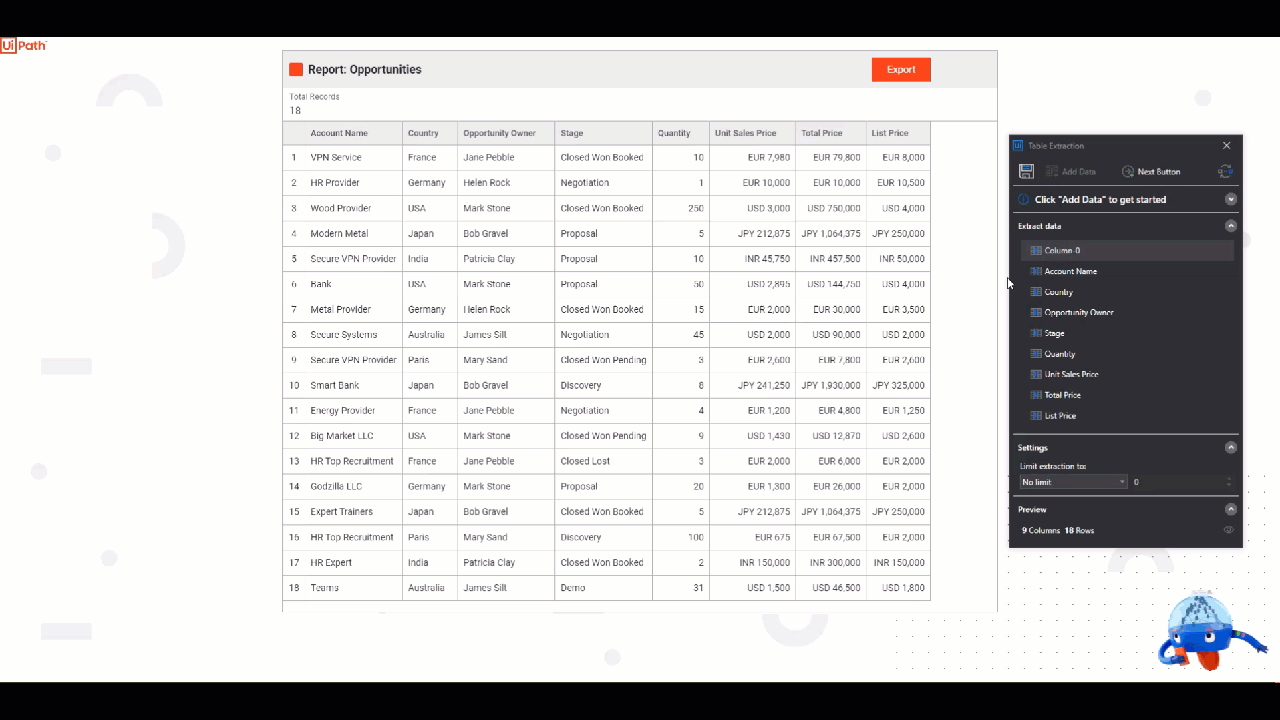 UiPath
Report: Opportunities
Export
Total Records
18
Account Name Country Opportunity Owner Stage Quantity Unit Sales Price Total Price List Price
1 VPN Service France Jane Pebble Closed Won Booked 10 EUR 7,980 EUR 79,800 EUR 8,000
2 HR Provider Germany Helen Rock Negotiation 1 EUR 10,000 EUR 10,000 EUR 10,500
3 Wood Provider USA Mark Stone Closed Won Booked 250 USD 3,000 USD 750,000 USD 4,000
4 Modern Metal Japan Bob Gravel Proposal 5 JPY 212,875 JPY 1,064,375 JPY 250,000
5 Secure VPN Provider India Patricia Clay Proposal 10 INR 45,750 INR 457,500 INR 50,000
6 Bank USA Mark Stone Proposal 50 USD 2,895 USD 144,750 USD 4,000
7 Metal Provider Germany Helen Rock Closed Won Booked 15 EUR 2,000 EUR 30,000 EUR 3,500
8 Secure Systems Australia James Silt Negotiation 45 USD 2,000 USD 90,000 USD 2,000
9 Secure VPN Provider Paris Mary Sand Closed Won Pending 3 EUR 2,600 EUR 7,800 EUR 2,600
10 Smart Bank Japan Bob Gravel Discovery 8 JPY 241,250 JPY 1,930,000 JPY 325,000
11 Energy Provider France Jane Pebble Negotiation 4 EUR 1,200 EUR 4,800 EUR 1,250
12 Big Market LLC USA Mark Stone Closed Won Pending 9 USD 1,430 USD 12,870 USD 2,600
13 HR Top Recruitment France Jane Pebble Closed Lost 3 EUR 2,000 EUR 6,000 EUR 2,000
14 Godzilla LLC Germany Mark Stone Proposal 20 EUR 1,300 EUR 26,000 EUR 2,000
15 Expert Trainers Japan Bob Gravel Closed Won Booked 5 JPY 212,875 JPY 1,064,375 JPY 250,000
16 HR Top Recruitment Paris Mary Sand Discovery 100 EUR 675 EUR 67,500 EUR 2,000
17 HR Expert India Patricia Clay Closed Won Booked 2 INR 150,000 INR 300,000 INR 150,000
18 Teams Australia James Silt Demo 31 USD 1,500 USD 46,500 USD 1,800
Ui Table Extraction
Add Data Next Button
Click "Add Data" to get started
Extract data
Column-0
Account Name
Country
Opportunity Owner
Stage
Quantity
Unit Sales Price
Total Price
List Price
Settings
Limit extraction to:
No limit 0
Preview
9 Columns 18 Rows